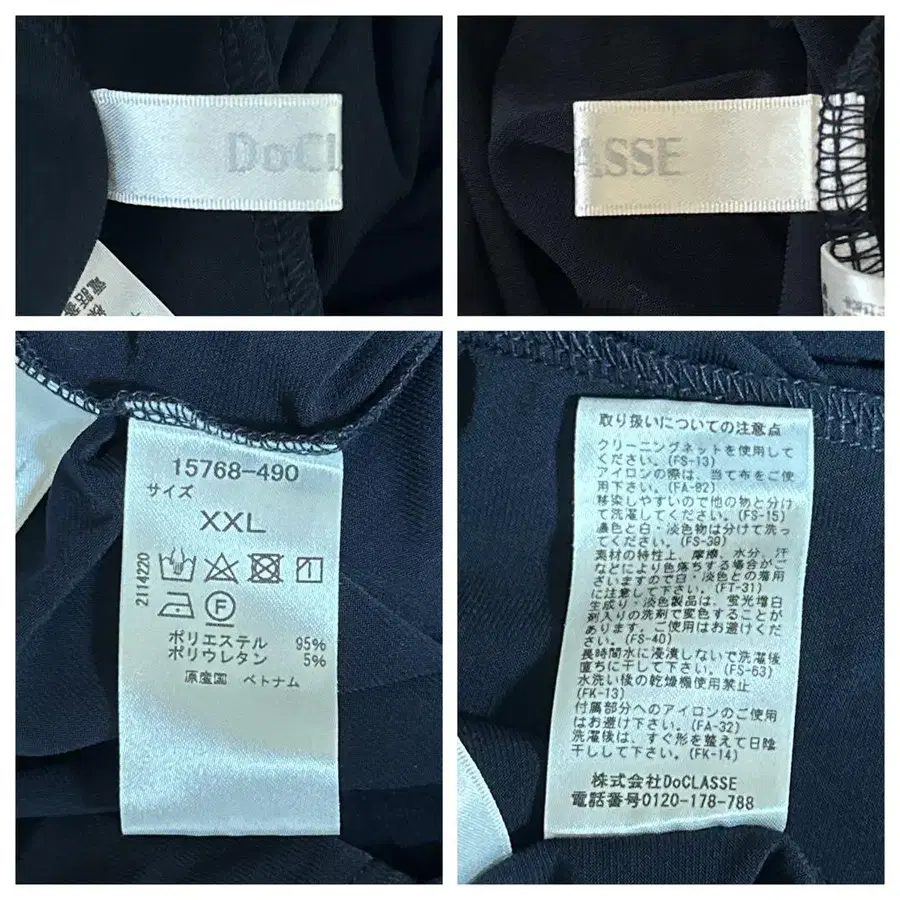 DoCl
ASSE
15768-490
サイズ
XXL
2114220
F
ポリエステル 95%
ポリウレタン 5%
原産国 ベトナム
取り扱いについての注意点
クリーニングネットを使用して
ください。(FS-13)
アイロンの際は、当て布をご使
用下さい。(FA-82)
移染しやすいので他の物と分け
て洗濯してください。(FS-15)
濃色と白・淡色物は分けて洗っ
てください。(FS-39)
素材の特性上、摩擦、水分、汗
などにより色落ちする場合がご
ざいますので白・淡色との着用
に注意して下さい。(FT-31)
生成り・淡色製品は、蛍光増白
剤入りの洗剤で変色することが
あります、ご使用はお避けくだ
さい。(FS-40)
長時間水に浸漬しないで洗濯後
直ちに干して下さい。(FS-63)
水洗い後の乾燥機使用禁止
(FK-13)
付属部分へのアイロンのご使用
はお避け下さい。(FA-32)
洗濯後は、すぐ形を整えて日陰
干しして下さい。(FK-14)
株式会社DoCLASSE
電話番号0120-178-788